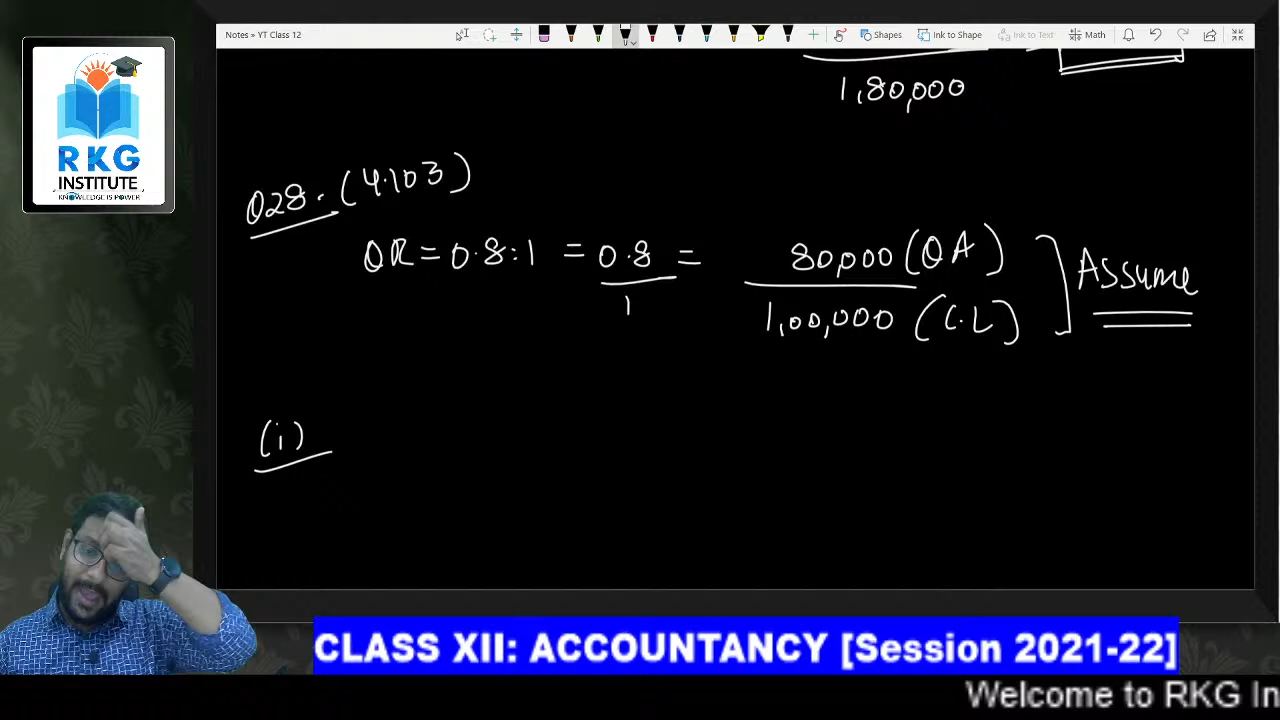 Notes » YT Class 12
Shapes
Ink to Shape
Ink to Text
Math
RKG
INSTITUTE
KNOWLEDGE IS POWER
1,80,000
Q28. (4.103)
QR = 0.8:1 = 0.8/1 = 80,000 (QA)/1,00,000 (C.L) ] Assume
(i)
CLASS XII: ACCOUNTANCY [Session 2021-22]
Welcome to RKG In